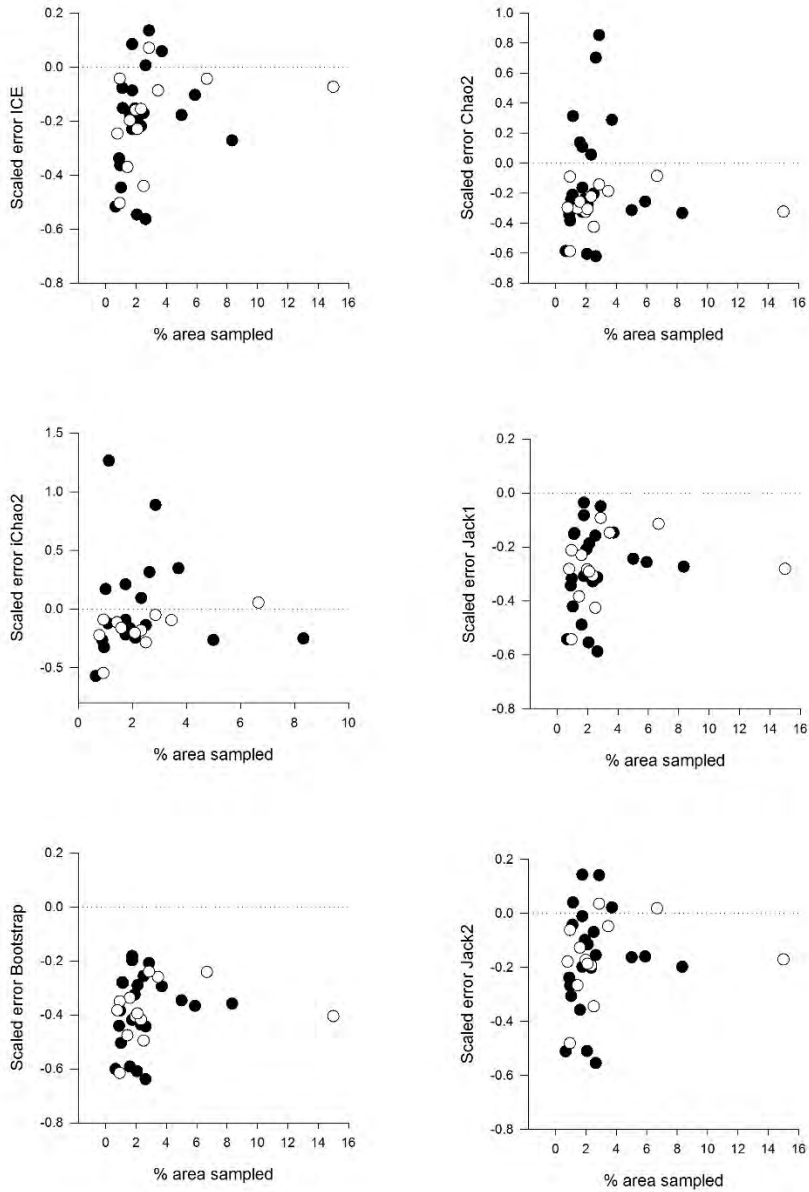 0.2
0.0
-0.2
-0.4
-0.6
-0.8
Scaled error ICE
0 2 4 6 8 10 12 14 16
% area sampled
1.0
0.8
0.6
0.4
0.2
0.0
-0.2
-0.4
-0.6
-0.8
Scaled error Chao2
0 2 4 6 8 10 12 14 16
% area sampled
1.5
1.0
0.5
0.0
-0.5
Scaled error iChao2
0 2 4 6 8 10
% area sampled
0.2
0.0
-0.2
-0.4
-0.6
-0.8
Scaled error Jack1
0 2 4 6 8 10 12 14 16
% area sampled
0.2
0.0
-0.2
-0.4
-0.6
-0.8
Scaled error Bootstrap
0 2 4 6 8 10 12 14 16
% area sampled
0.2
0.0
-0.2
-0.4
-0.6
-0.8
Scaled error Jack2
0 2 4 6 8 10 12 14 16
% area sampled